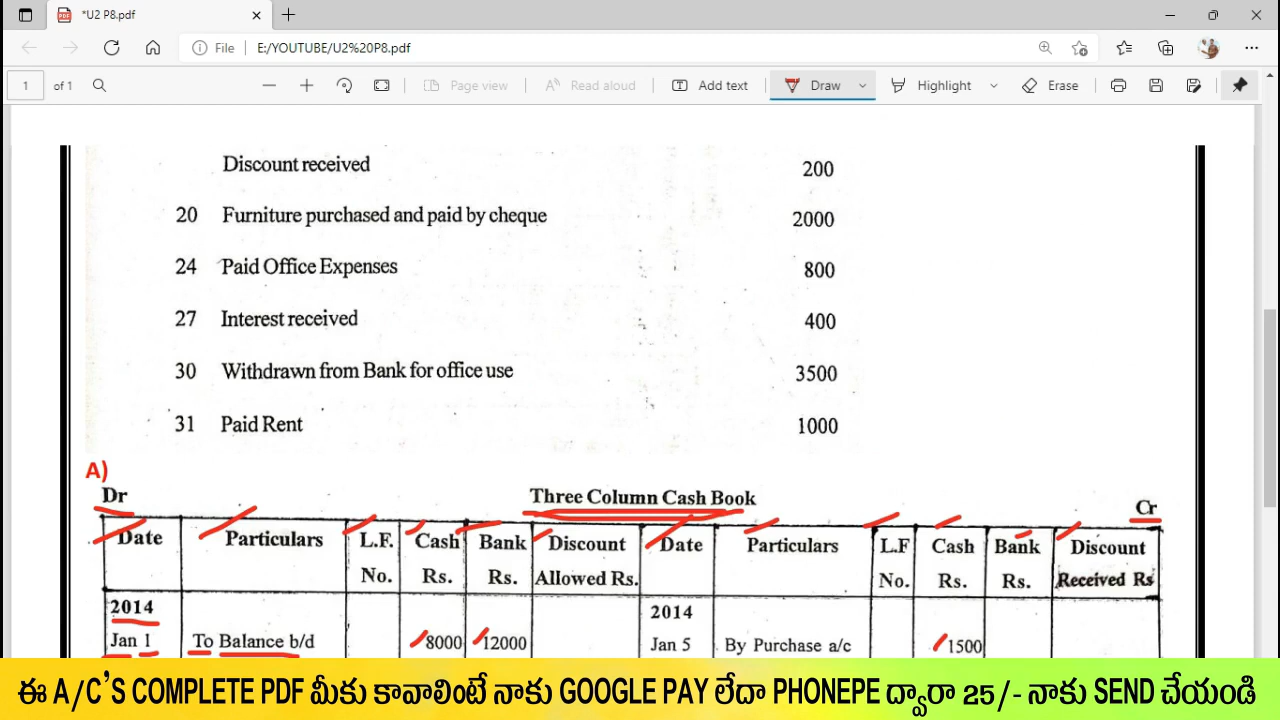 *U2 P8.pdf
File E:/YOUTUBE/U2%20P8.pdf
1 of 1 Page view Read aloud Add text Draw Highlight Erase
Discount received 200
20 Furniture purchased and paid by cheque 2000
24 Paid Office Expenses 800
27 Interest received 400
30 Withdrawn from Bank for office use 3500
31 Paid Rent 1000
A)
Dr Three Column Cash Book Cr
Date Particulars L.F. No. Cash Rs. Bank Rs. Discount Allowed Rs. Date Particulars L.F No. Cash Rs. Bank Rs. Discount Received Rs
2014 2014
Jan 1 To Balance b/d 8000 12000 Jan 5 By Purchase a/c 1500
ఈ A/C'S COMPLETE PDF మీకు కావాలింటే నాకు GOOGLE PAY లేదా PHONEPE ద్వారా 25/- నాకు SEND చేయండి